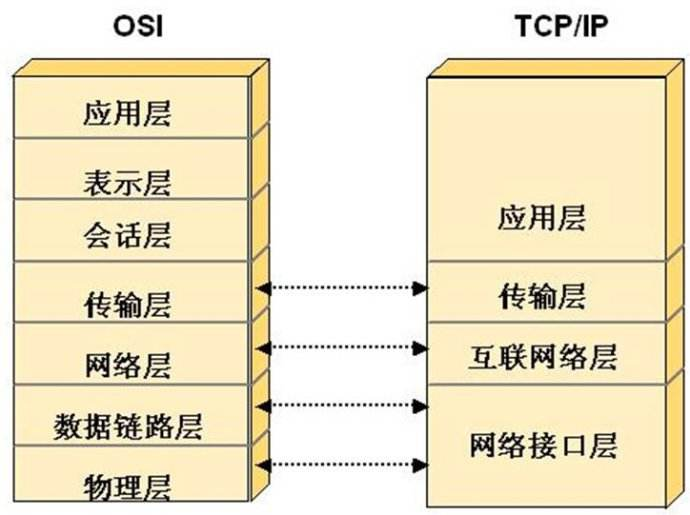 OSI
TCP/IP
应用层
表示层
会话层
传输层
网络层
数据链路层
物理层
应用层
传输层
互联网络层
网络接口层